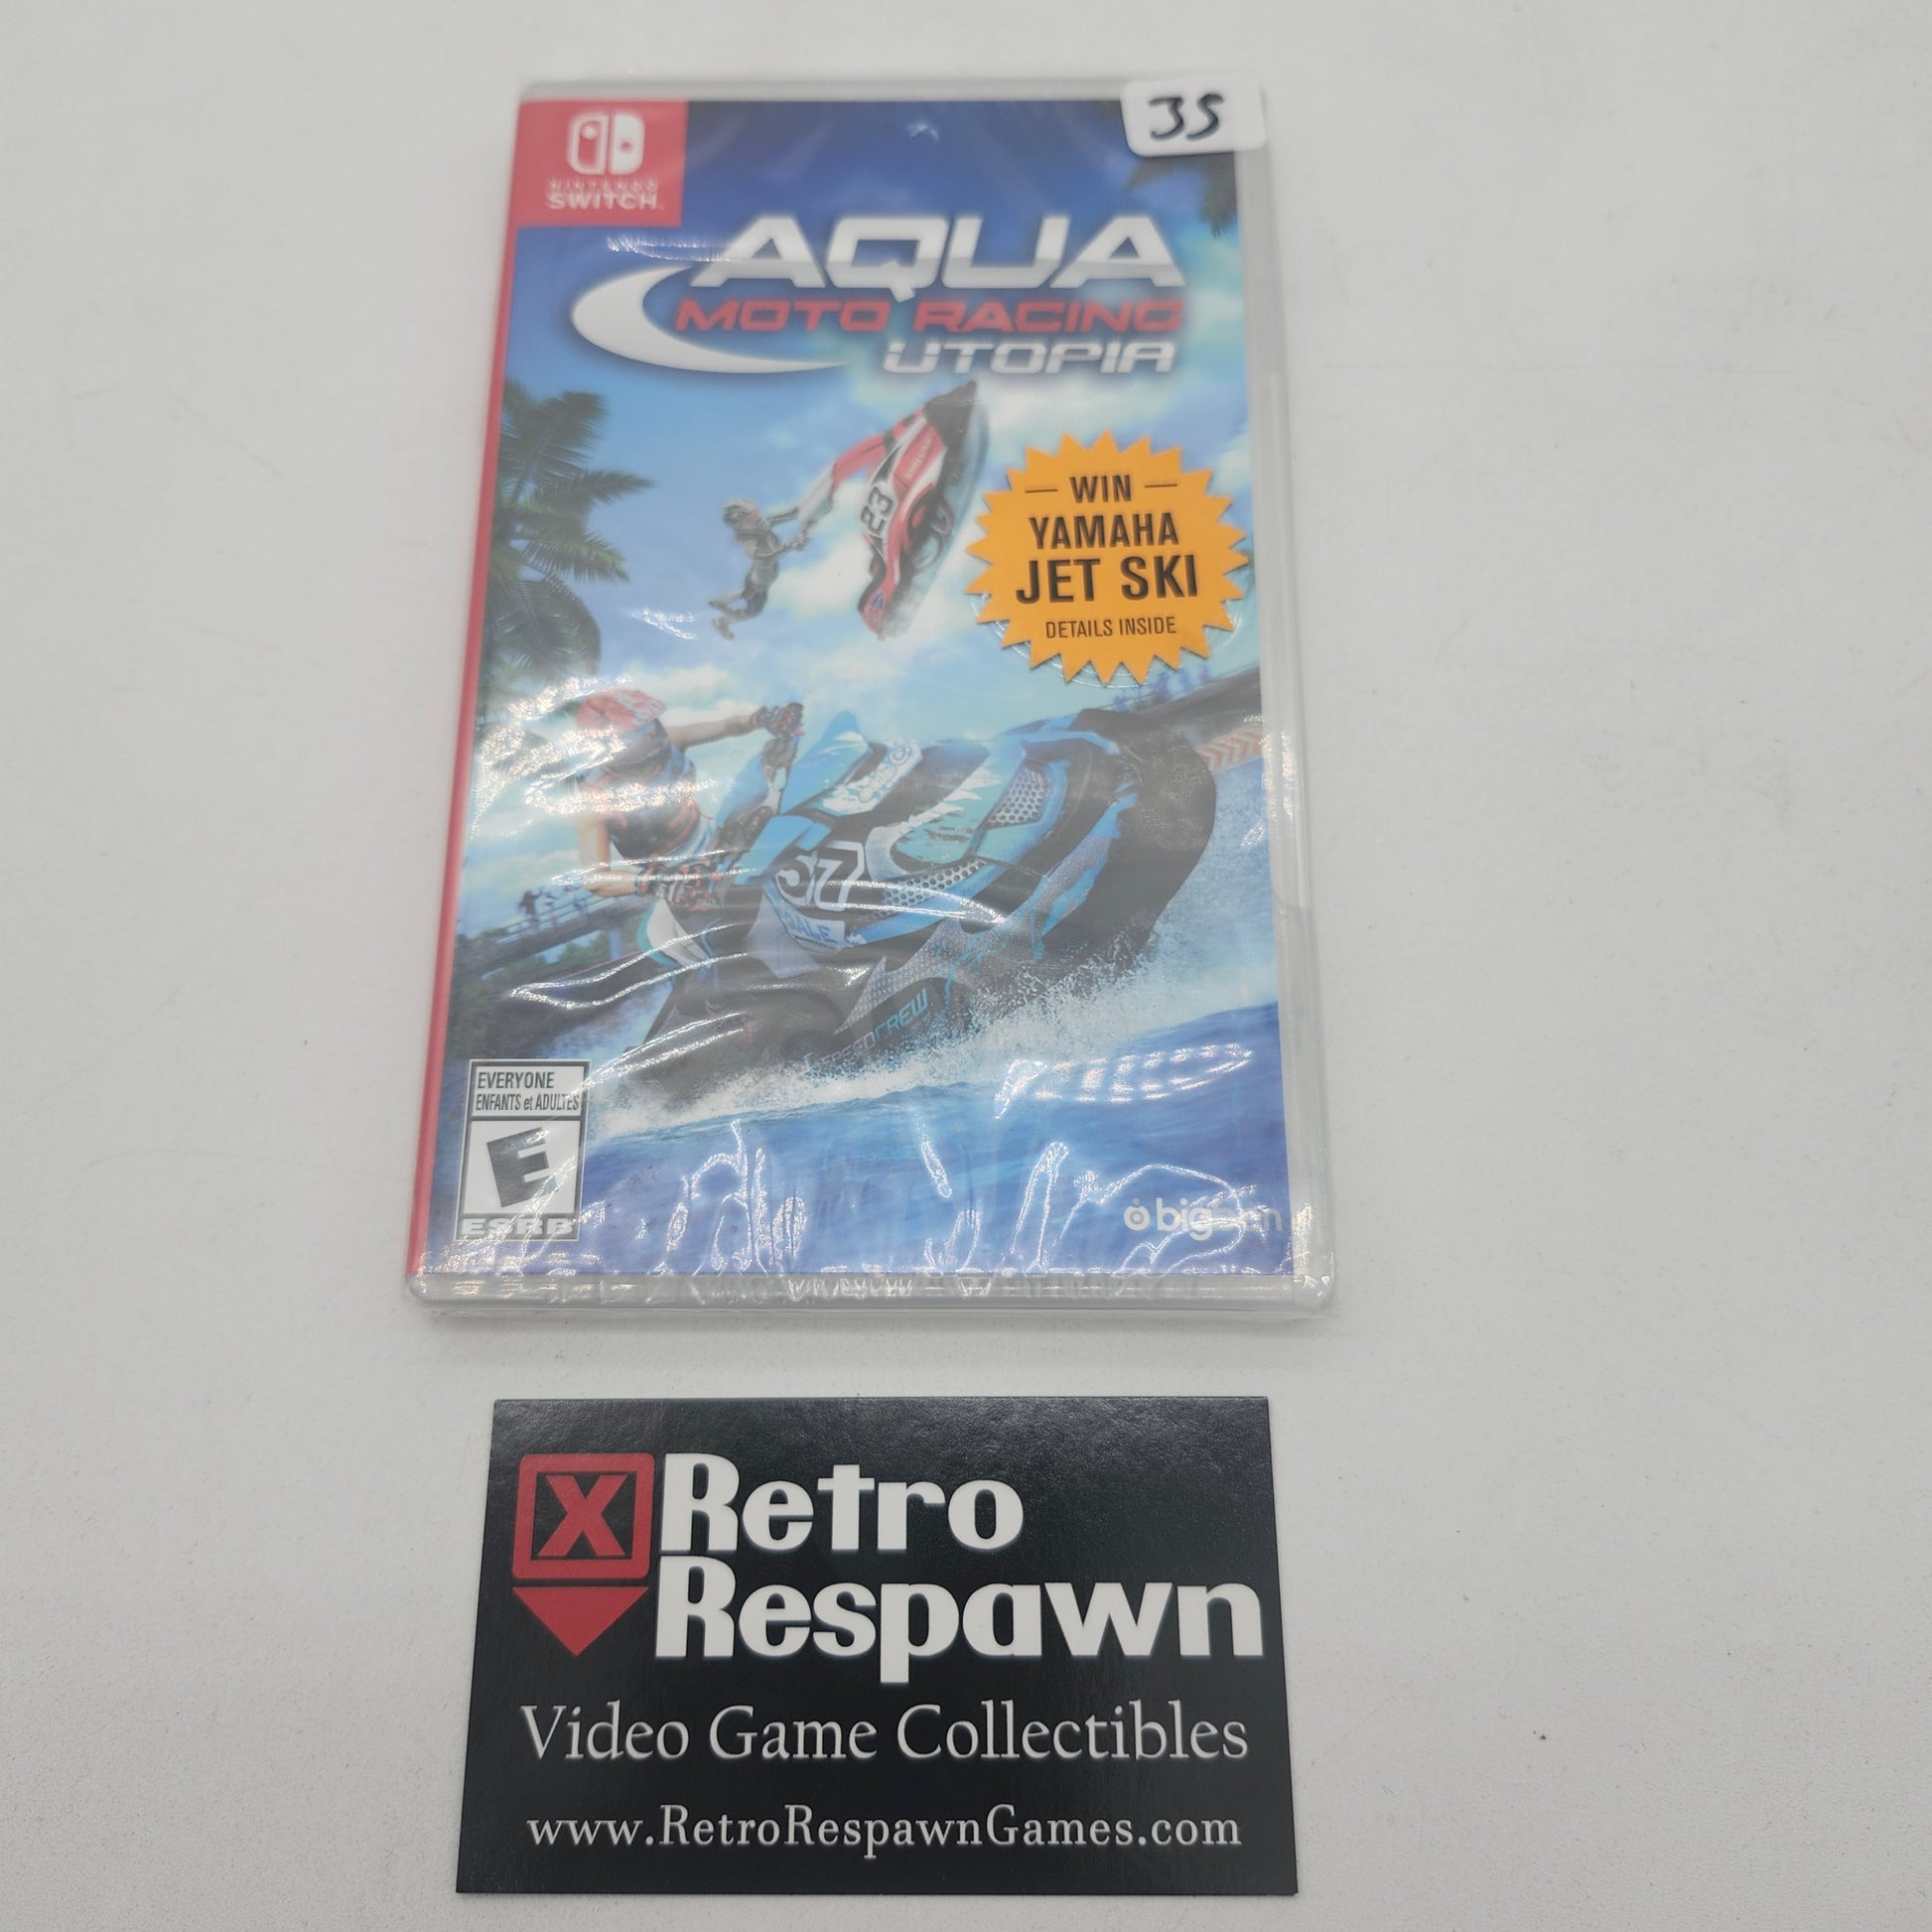 35
NINTENDO
SWITCH
AQUA
MOTO RACING
UTOPIA
23
WIN
YAMAHA
JET SKI
DETAILS INSIDE
EVERYONE
ENFANTS et ADULTES
E
ESRB
X
Retro
Respawn
Video Game Collectibles
www.RetroRespawnGames.com